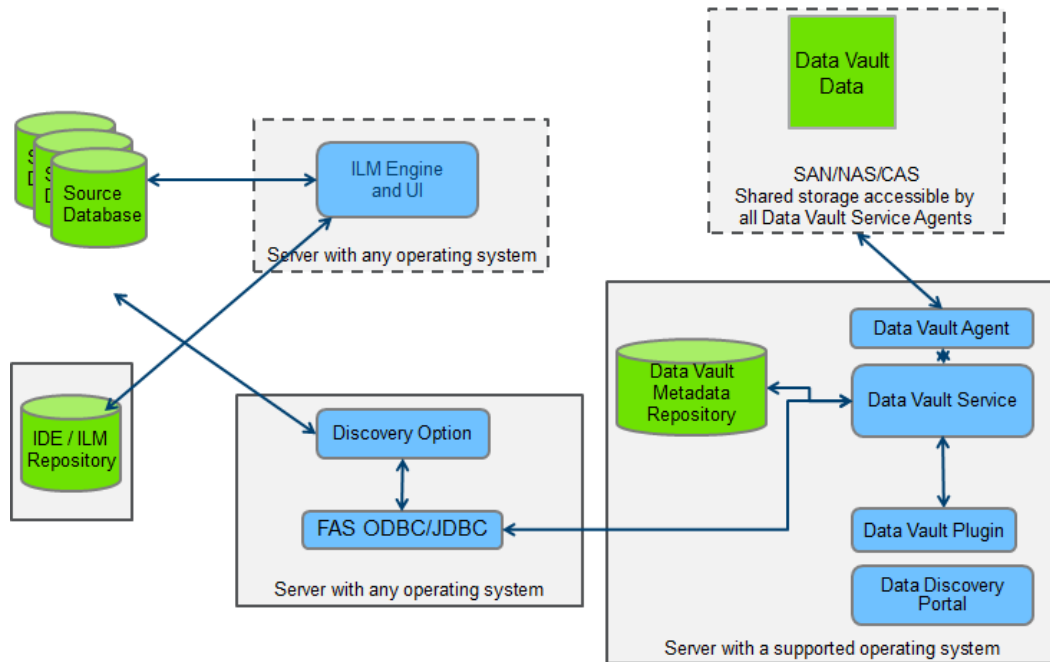 Data Vault
Data
SAN/NAS/CAS
Shared storage accessible by
all Data Vault Service Agents
S
D
S
D
Source
Database
ILM Engine
and UI
Server with any operating system
IDE / ILM
Repository
Discovery Option
FAS ODBC/JDBC
Server with any operating system
Data Vault Agent
Data Vault
Metadata
Repository
Data Vault Service
Data Vault Plugin
Data Discovery
Portal
Server with a supported operating system